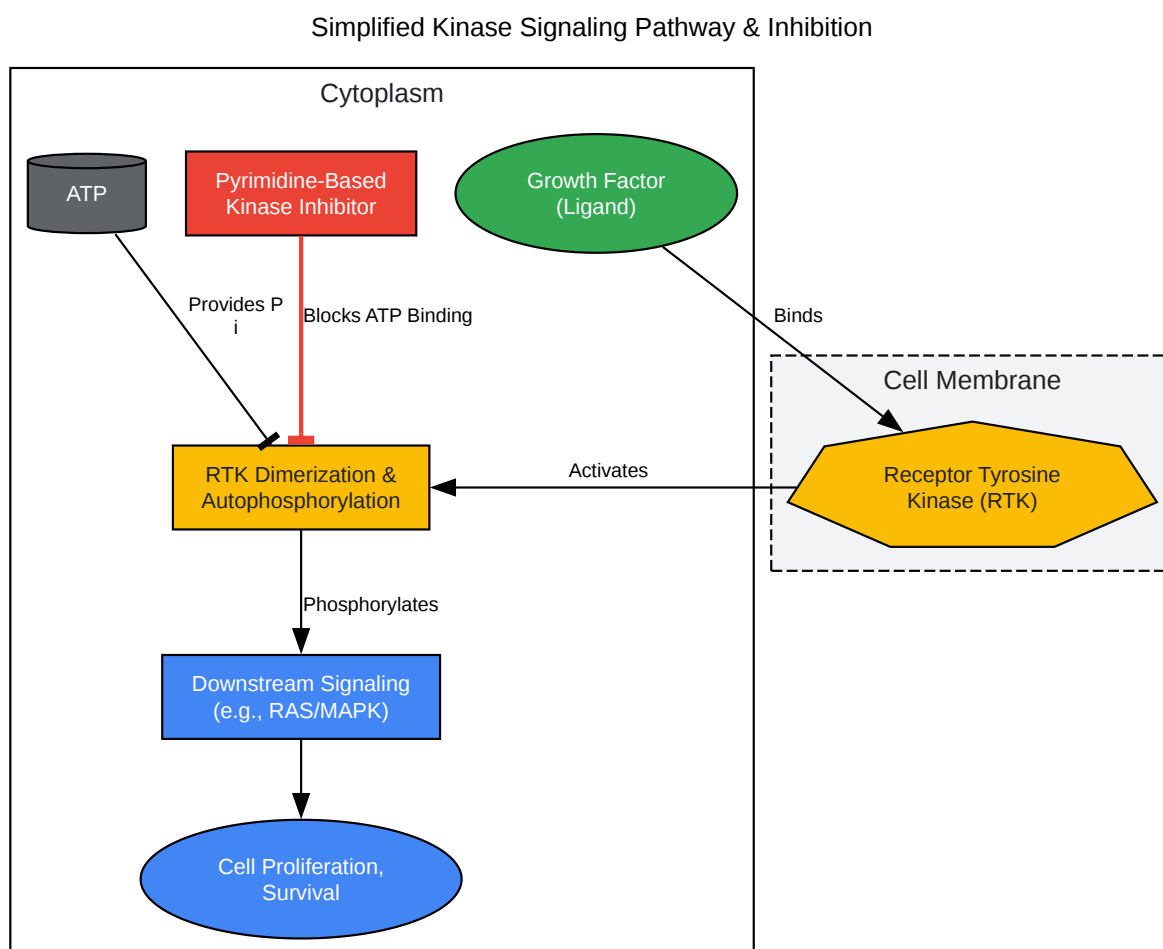 Simplified Kinase Signaling Pathway & Inhibition
Cytoplasm
ATP
Pyrimidine-Based
Kinase Inhibitor
Growth Factor
(Ligand)
Provides P
i
Blocks ATP Binding
Binds
Cell Membrane
Receptor Tyrosine
Kinase (RTK)
Activates
RTK Dimerization &
Autophosphorylation
Phosphorylates
Downstream Signaling
(e.g., RAS/MAPK)
Cell Proliferation,
Survival